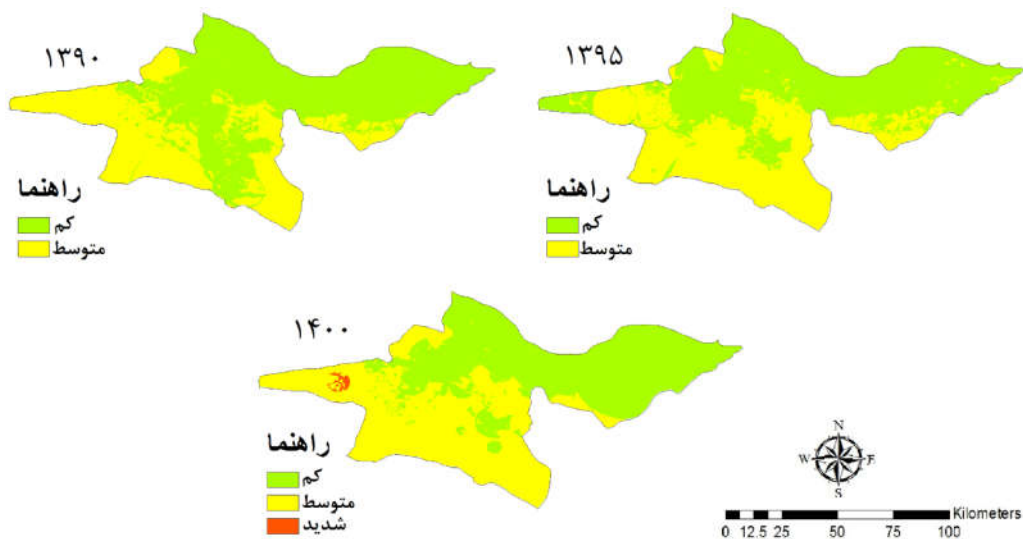 ۱۳۹۰
راهنما
کم
متوسط
۱۳۹۵
راهنما
کم
متوسط
۱۴۰۰
راهنما
کم
متوسط
شدید
N
W E
S
Kilometers
0 12.5 25 50 75 100